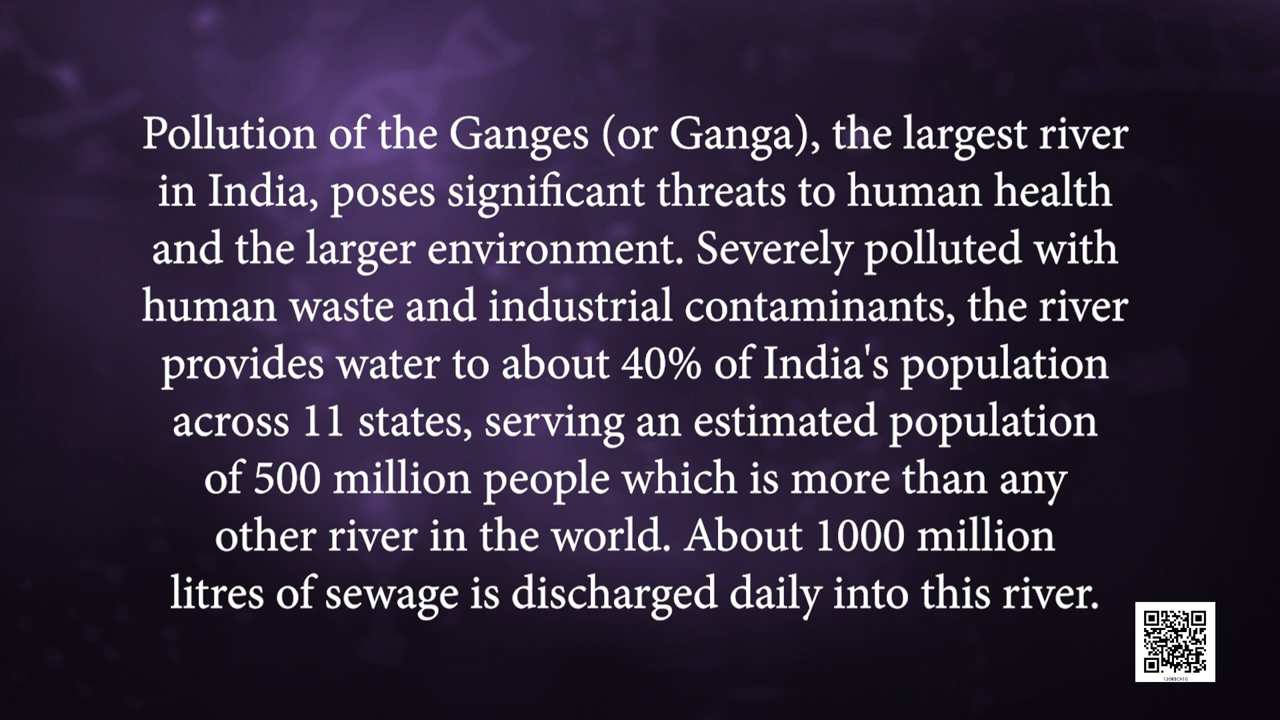 Pollution of the Ganges (or Ganga), the largest river
in India, poses significant threats to human health
and the larger environment. Severely polluted with
human waste and industrial contaminants, the river
provides water to about 40% of India's population
across 11 states, serving an estimated population
of 500 million people which is more than any
other river in the world. About 1000 million
litres of sewage is discharged daily into this river.